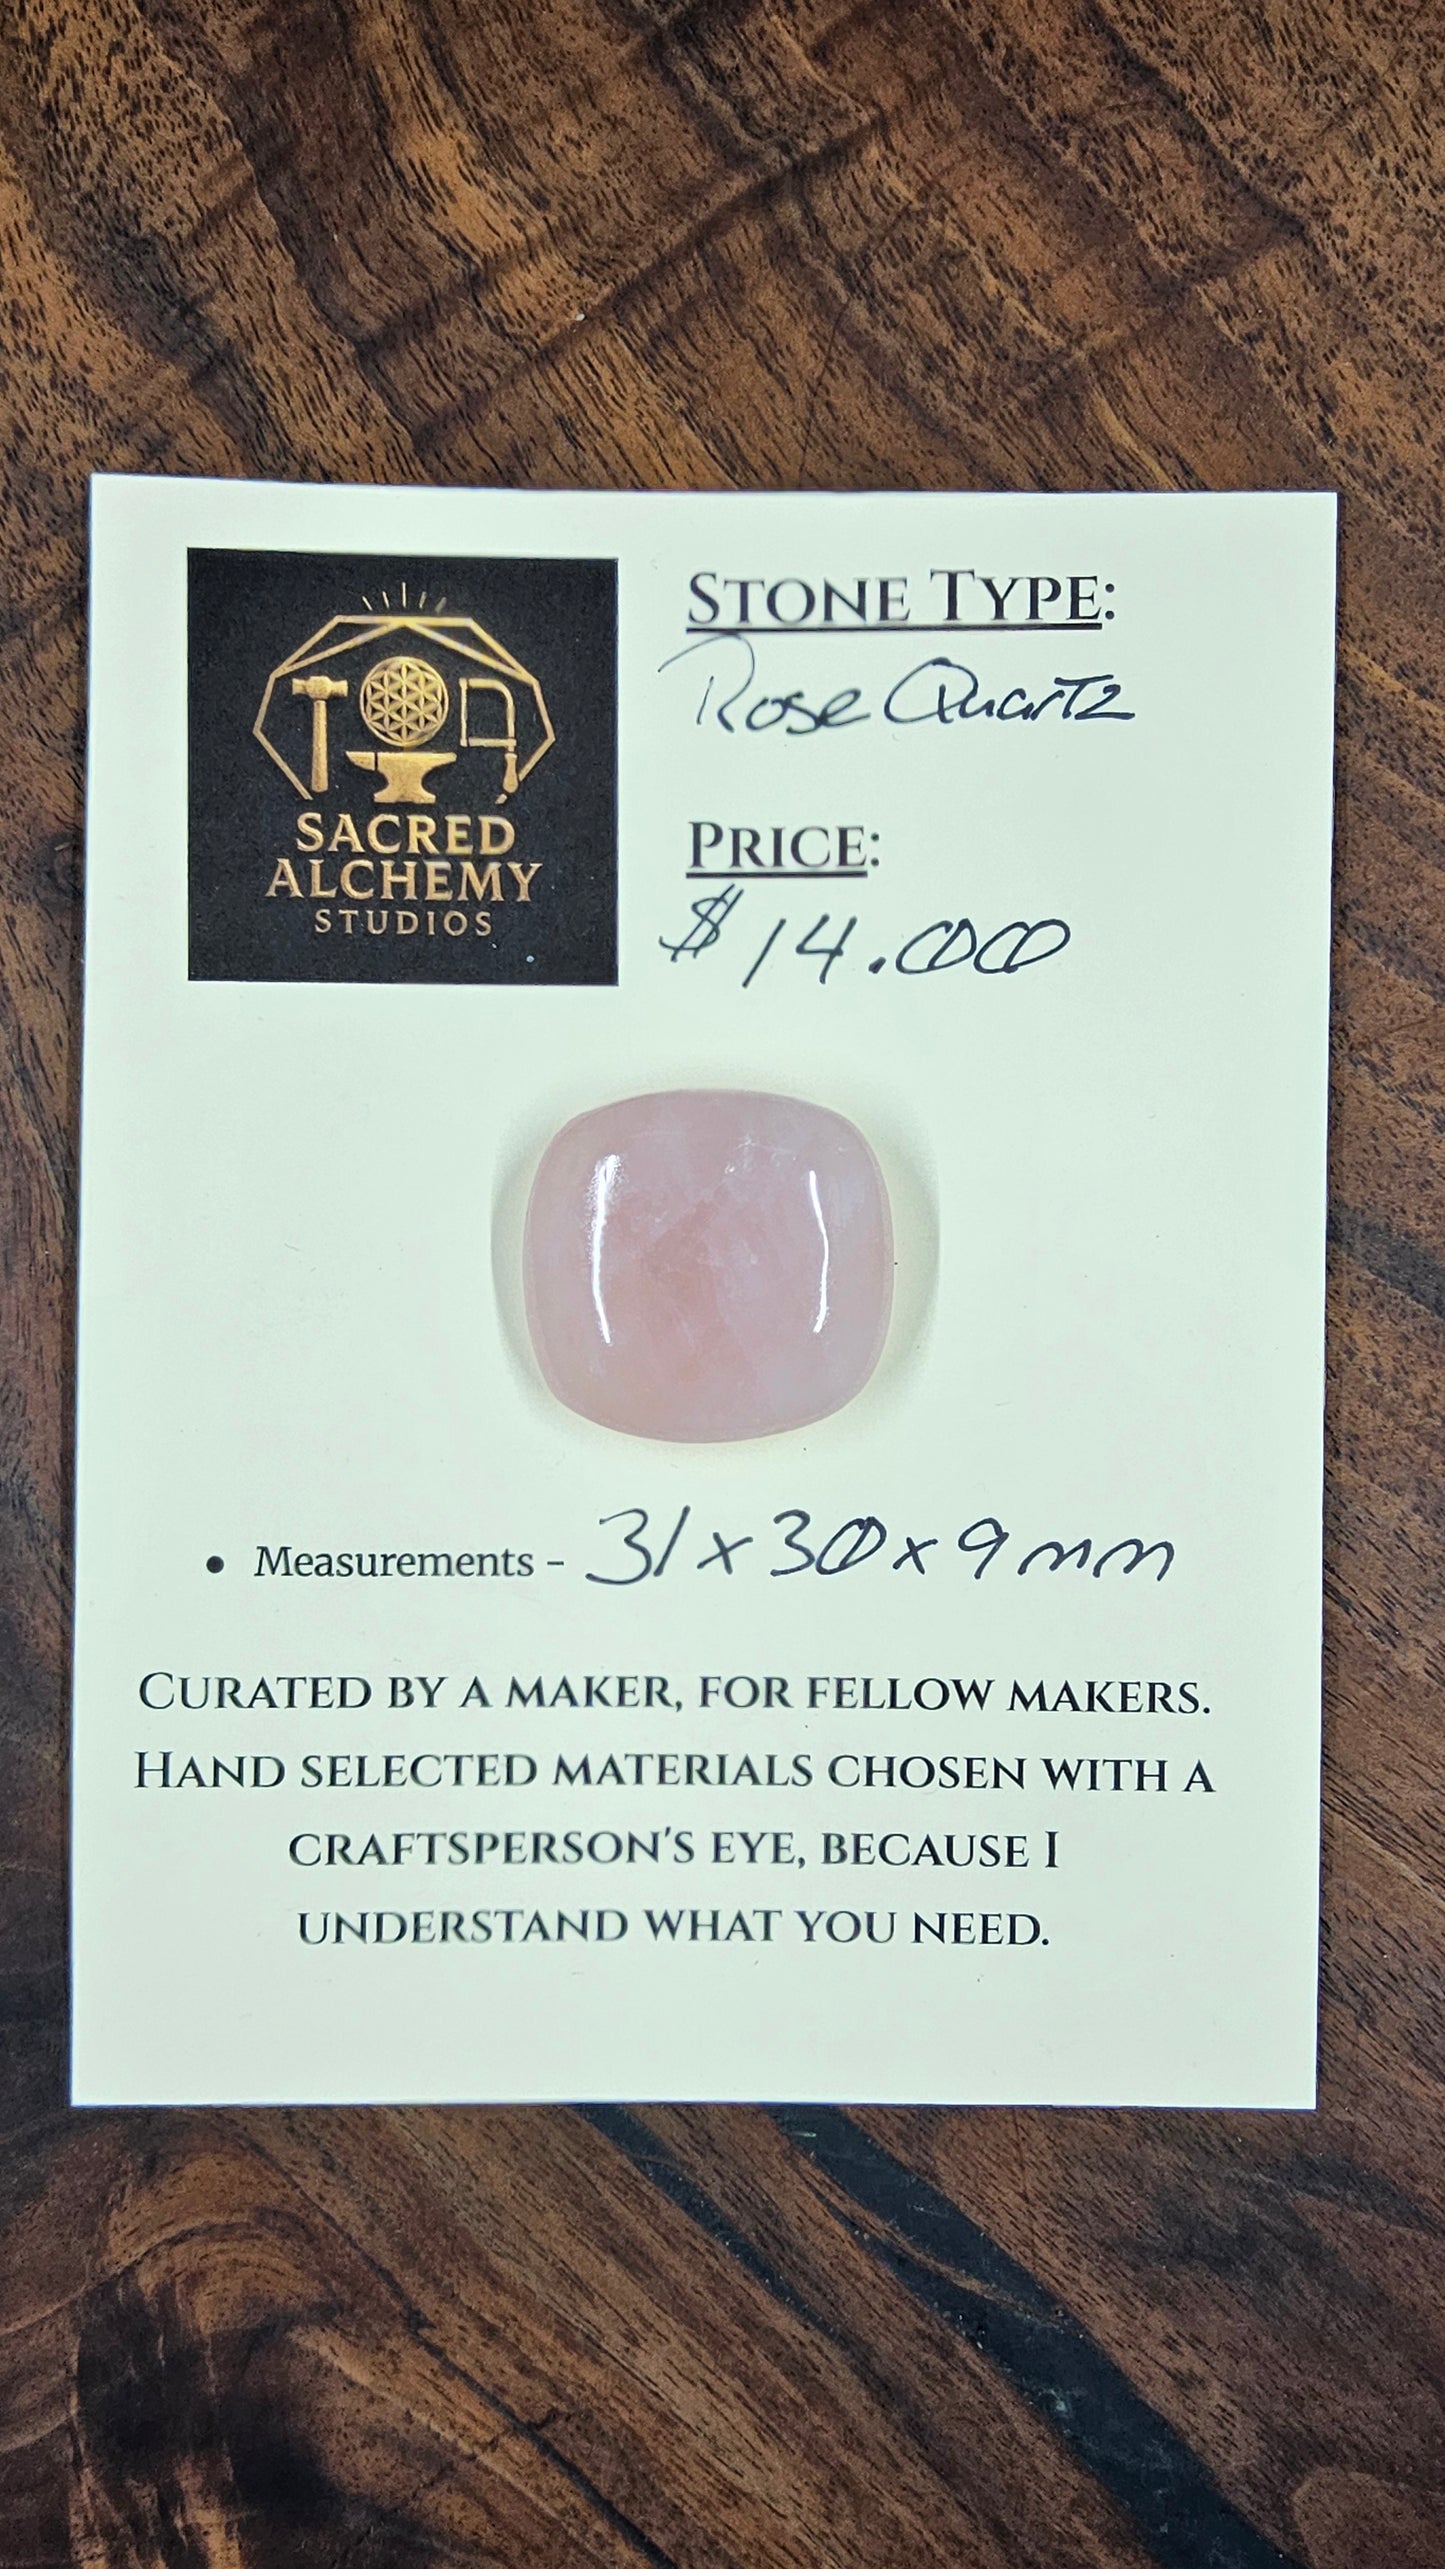 SACRED
ALCHEMY
STUDIOS
STONE TYPE:
Rose Quartz
PRICE:
$14.00
• Measurements - 31x30x9mm
CURATED BY A MAKER, FOR FELLOW MAKERS.
HAND SELECTED MATERIALS CHOSEN WITH A
CRAFTSPERSON'S EYE, BECAUSE I
UNDERSTAND WHAT YOU NEED.